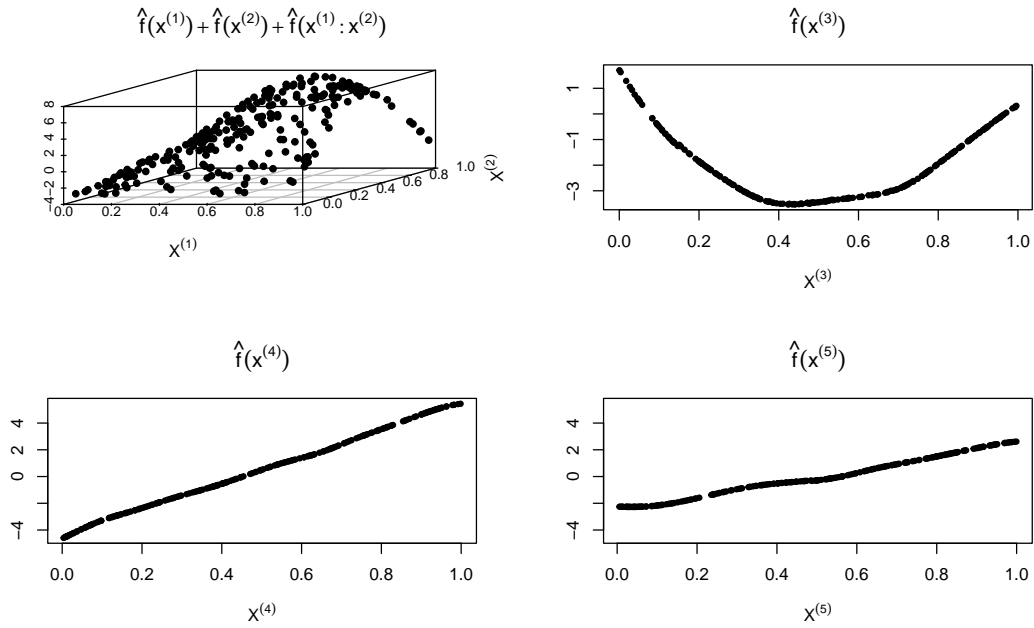 f̂(x⁽¹⁾) + f̂(x⁽²⁾) + f̂(x⁽¹⁾ : x⁽²⁾)
8
6
4
2
0
−2
−4
0.0 0.2 0.4 0.6 0.8 1.0
0.0 0.2 0.4 0.6 0.8 1.0
X⁽¹⁾
X⁽²⁾
f̂(x⁽³⁾)
1
−1
−3
0.0 0.2 0.4 0.6 0.8 1.0
X⁽³⁾
f̂(x⁽⁴⁾)
4
2
0
−4
0.0 0.2 0.4 0.6 0.8 1.0
X⁽⁴⁾
f̂(x⁽⁵⁾)
4
2
0
−4
0.0 0.2 0.4 0.6 0.8 1.0
X⁽⁵⁾